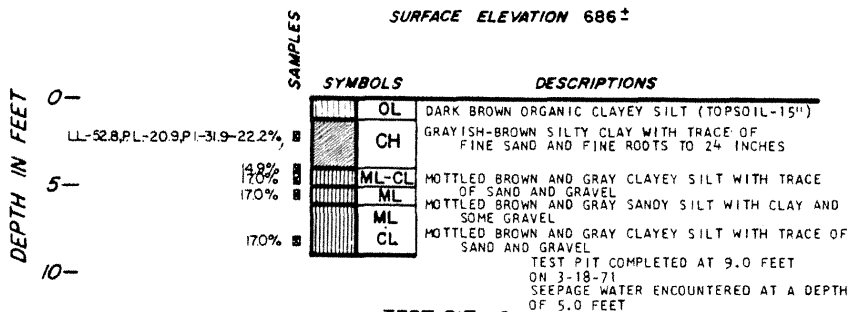 SURFACE ELEVATION 686±
SAMPLES
SYMBOLS
DESCRIPTIONS
DEPTH IN FEET
0
OL
DARK BROWN ORGANIC CLAYEY SILT (TOPSOIL-15")
LL-52.8,P.L.-20.9,P.I.-31.9-22.2%,
CH
GRAYISH-BROWN SILTY CLAY WITH TRACE OF
FINE SAND AND FINE ROOTS TO 24 INCHES
14.9%
17.0%
5
ML-CL
MOTTLED BROWN AND GRAY CLAYEY SILT WITH TRACE
OF SAND AND GRAVEL
17.0%
ML
MOTTLED BROWN AND GRAY SANDY SILT WITH CLAY AND
SOME GRAVEL
17.0%
ML
CL
MOTTLED BROWN AND GRAY CLAYEY SILT WITH TRACE OF
SAND AND GRAVEL
10
TEST PIT COMPLETED AT 9.0 FEET
ON 3-18-71
SEEPAGE WATER ENCOUNTERED AT A DEPTH
OF 5.0 FEET